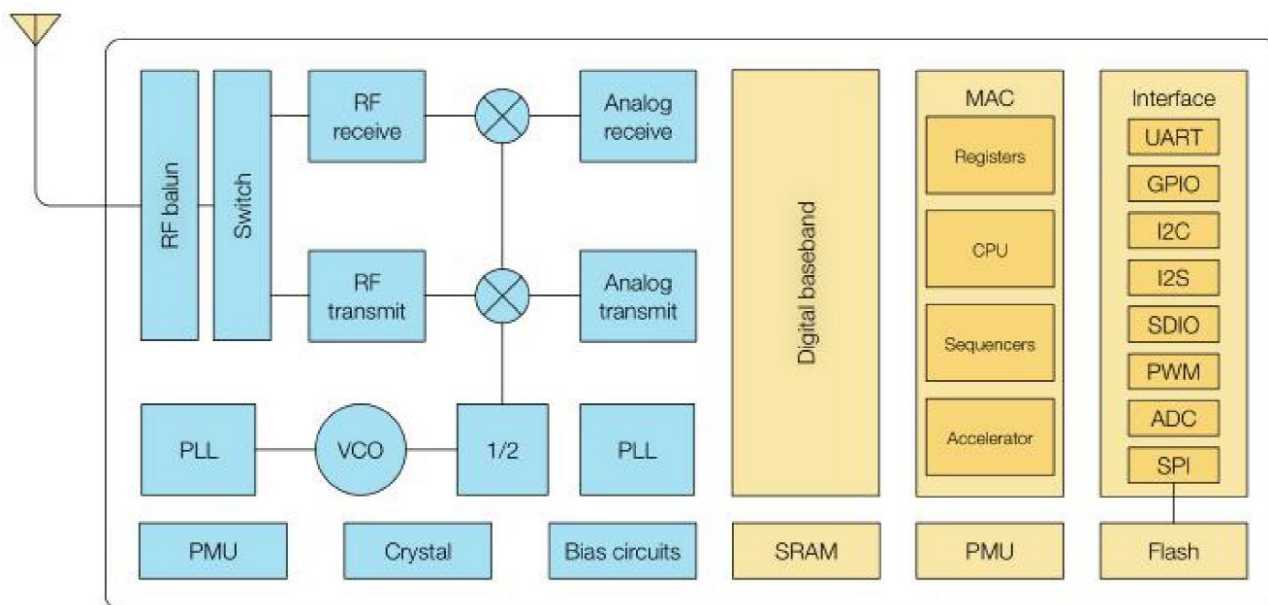 RF balun
Switch
RF
receive
Analog
receive
RF
transmit
Analog
transmit
PLL
VCO
1/2
PLL
PMU
Crystal
Bias circuits
Digital baseband
SRAM
MAC
Registers
CPU
Sequencers
Accelerator
PMU
Interface
UART
GPIO
I2C
I2S
SDIO
PWM
ADC
SPI
Flash